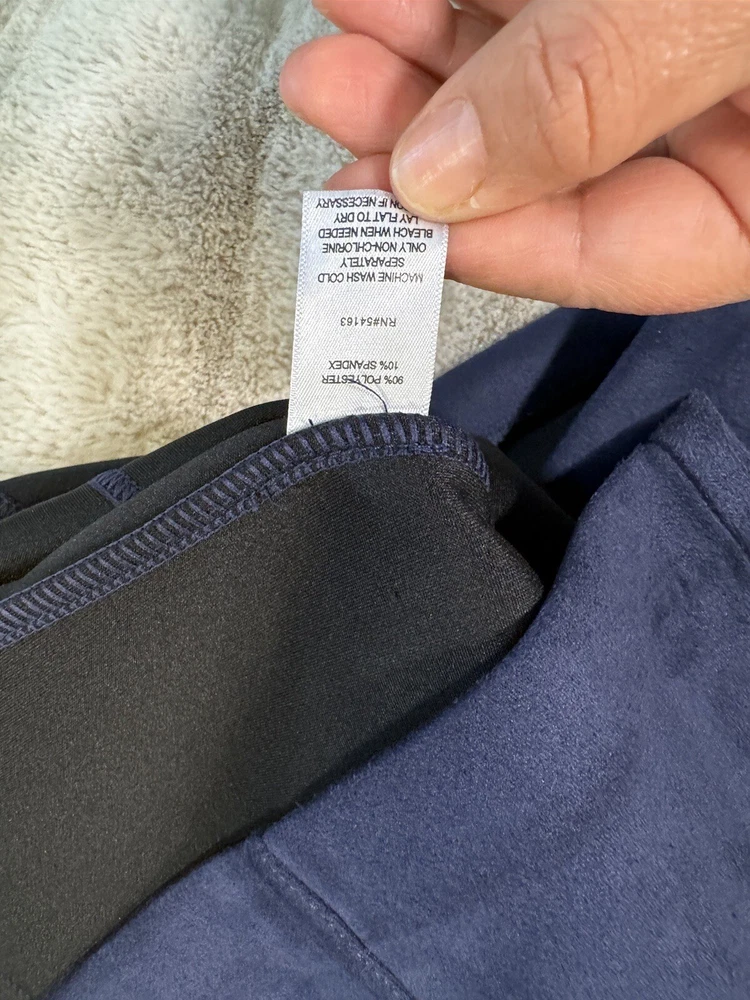 90% POLYESTER
10% SPANDEX
RN#54163
MACHINE WASH COLD
SEPARATELY
ONLY NON-CHLORINE
BLEACH WHEN NEEDED
LAY FLAT TO DRY
ON IF NECESSARY